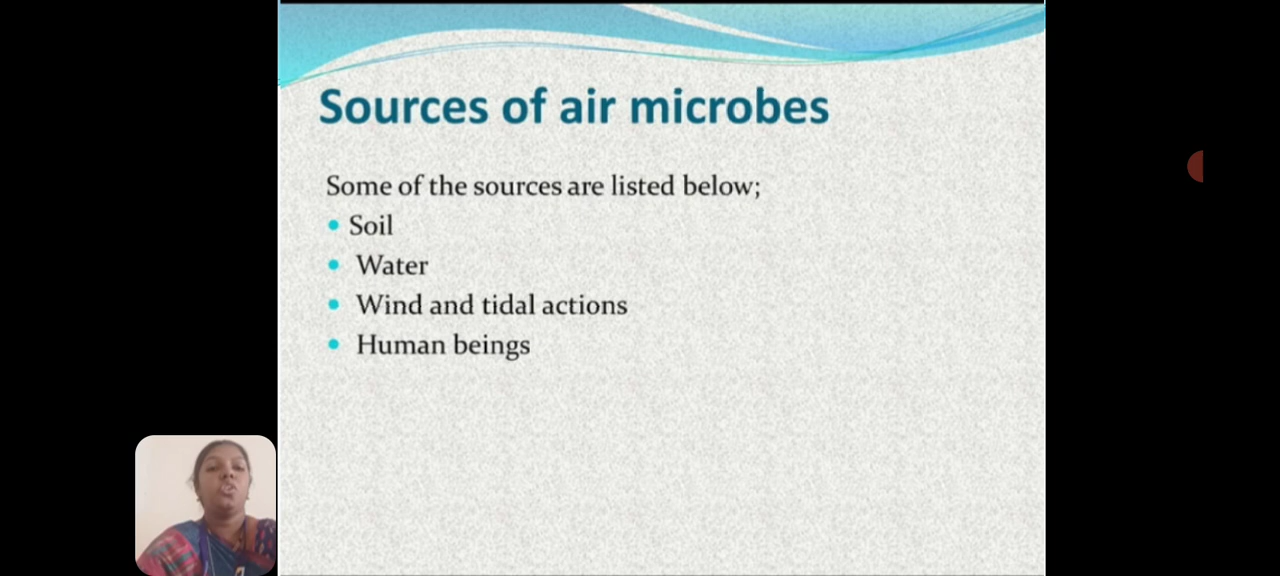 Sources of air microbes
Some of the sources are listed below;
Soil
Water
Wind and tidal actions
Human beings